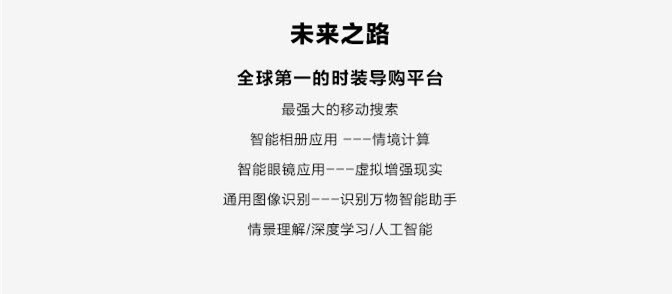 未来之路
全球第一的时装导购平台
最强大的移动搜索
智能相册应用 ---情境计算
智能眼镜应用---虚拟增强现实
通用图像识别---识别万物智能助手
情景理解/深度学习/人工智能